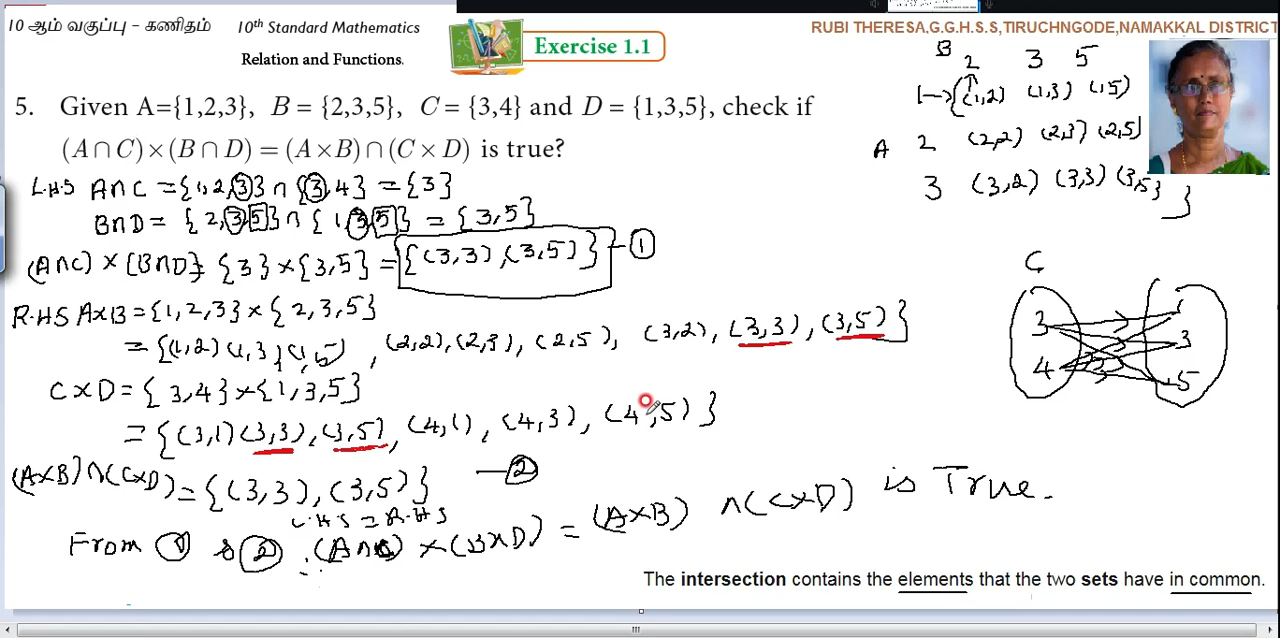 10 ஆம் வகுப்பு – கணிதம்
10th Standard Mathematics
Relation and Functions.
Exercise 1.1
RUBI THERESA,G.G.H.S.S,TIRUCHNGODE,NAMAKKAL DISTRICT
5. Given A={1,2,3}, B = {2,3,5}, C = {3,4} and D = {1,3,5}, check if
(A ∩ C) × (B ∩ D) = (A × B) ∩ (C × D) is true?
L.H.S A∩C = {1,2,3} ∩ {3,4} = {3}
B∩D = {2,3,5} ∩ {1,3,5} = {3,5}
(A∩C) × (B∩D) = {3} × {3,5} = {(3,3),(3,5)} – 1
R.H.S A×B = {1,2,3} × {2,3,5}
= {(1,2)(1,3)(1,5), (2,2),(2,3),(2,5), (3,2), (3,3), (3,5)}
C×D = {3,4} × {1,3,5}
= {(3,1)(3,3),(3,5),(4,1),(4,3),(4,5)}
(A×B)∩(C×D) = {(3,3),(3,5)} – 2
L.H.S = R.H.S
From 1 & 2 ∴ (A∩C) × (B×D) = (A×B) ∩(C×D) is True.
B 2 3 5
1→{(1,2) (1,3) (1,5)
A 2 (2,2) (2,3) (2,5)
3 (3,2) (3,3) (3,5)}
C
3 1
3
4 5
The intersection contains the elements that the two sets have in common.